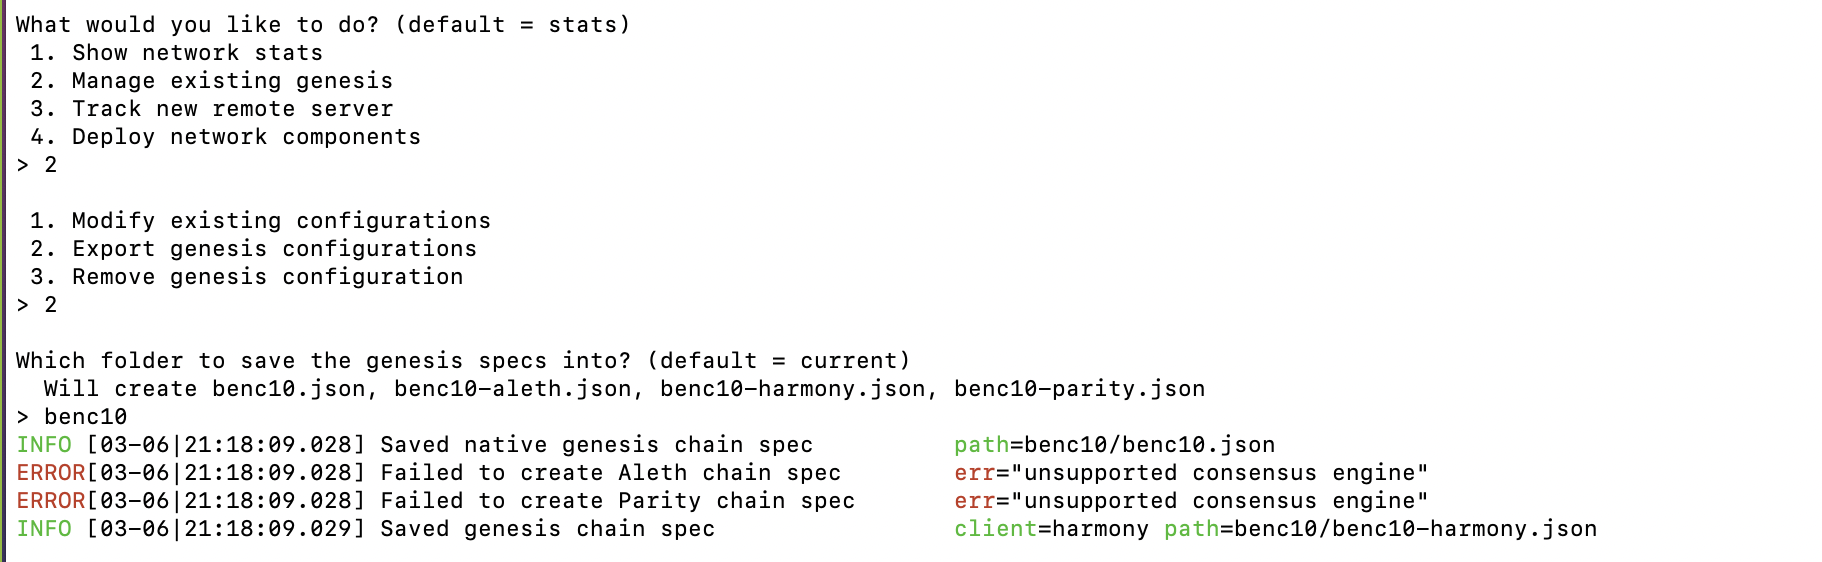 What would you like to do? (default = stats)
 1. Show network stats
 2. Manage existing genesis
 3. Track new remote server
 4. Deploy network components
> 2

 1. Modify existing configurations
 2. Export genesis configurations
 3. Remove genesis configuration
> 2

Which folder to save the genesis specs into? (default = current)
  Will create benc10.json, benc10-aleth.json, benc10-harmony.json, benc10-parity.json
> benc10
INFO [03-06|21:18:09.028] Saved native genesis chain spec          path=benc10/benc10.json
ERROR[03-06|21:18:09.028] Failed to create Aleth chain spec        err="unsupported consensus engine"
ERROR[03-06|21:18:09.028] Failed to create Parity chain spec       err="unsupported consensus engine"
INFO [03-06|21:18:09.029] Saved genesis chain spec                 client=harmony path=benc10/benc10-harmony.json